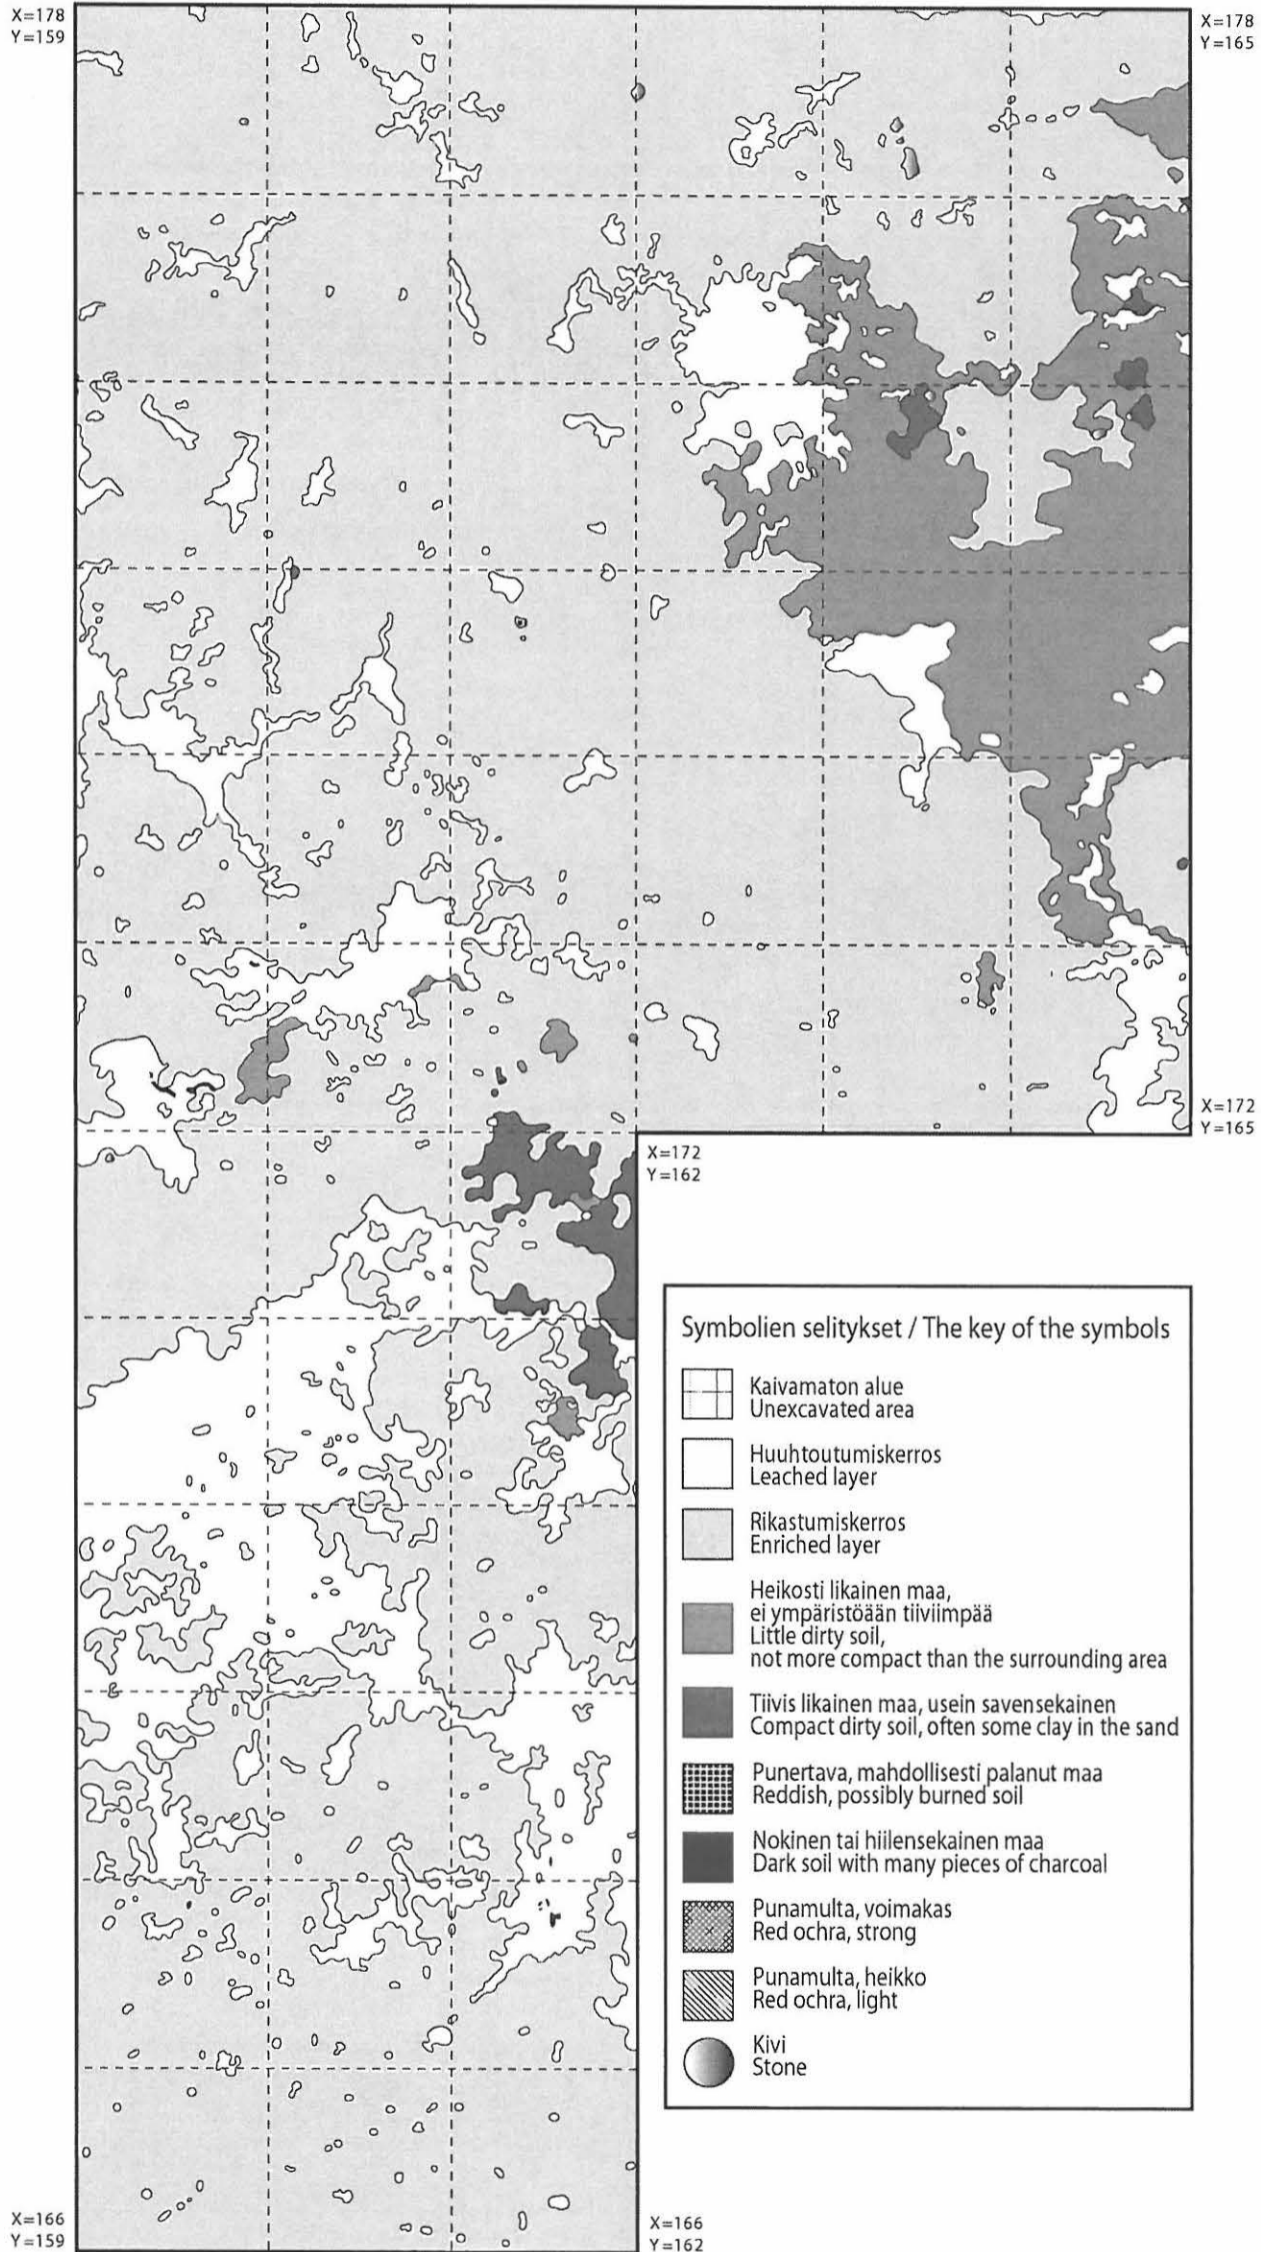 X=178
Y=159
X=178
Y=165
X=172
Y=165
X=172
Y=162
Symbolien selitykset / The key of the symbols
Kaivamaton alue
Unexcavated area
Huuhtoutumiskerros
Leached layer
Rikastumiskerros
Enriched layer
Heikosti likainen maa,
ei ympäristöään tiiviimpää
Little dirty soil,
not more compact than the surrounding area
Tiivis likainen maa, usein savensekainen
Compact dirty soil, often some clay in the sand
Punertava, mahdollisesti palanut maa
Reddish, possibly burned soil
Nokinen tai hiilensekainen maa
Dark soil with many pieces of charcoal
Punamulta, voimakas
Red ochra, strong
Punamulta, heikko
Red ochra, light
Kivi
Stone
X=166
Y=159
X=166
Y=162